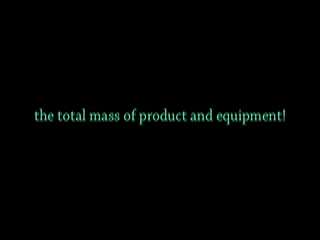 the total mass of product and equipment!